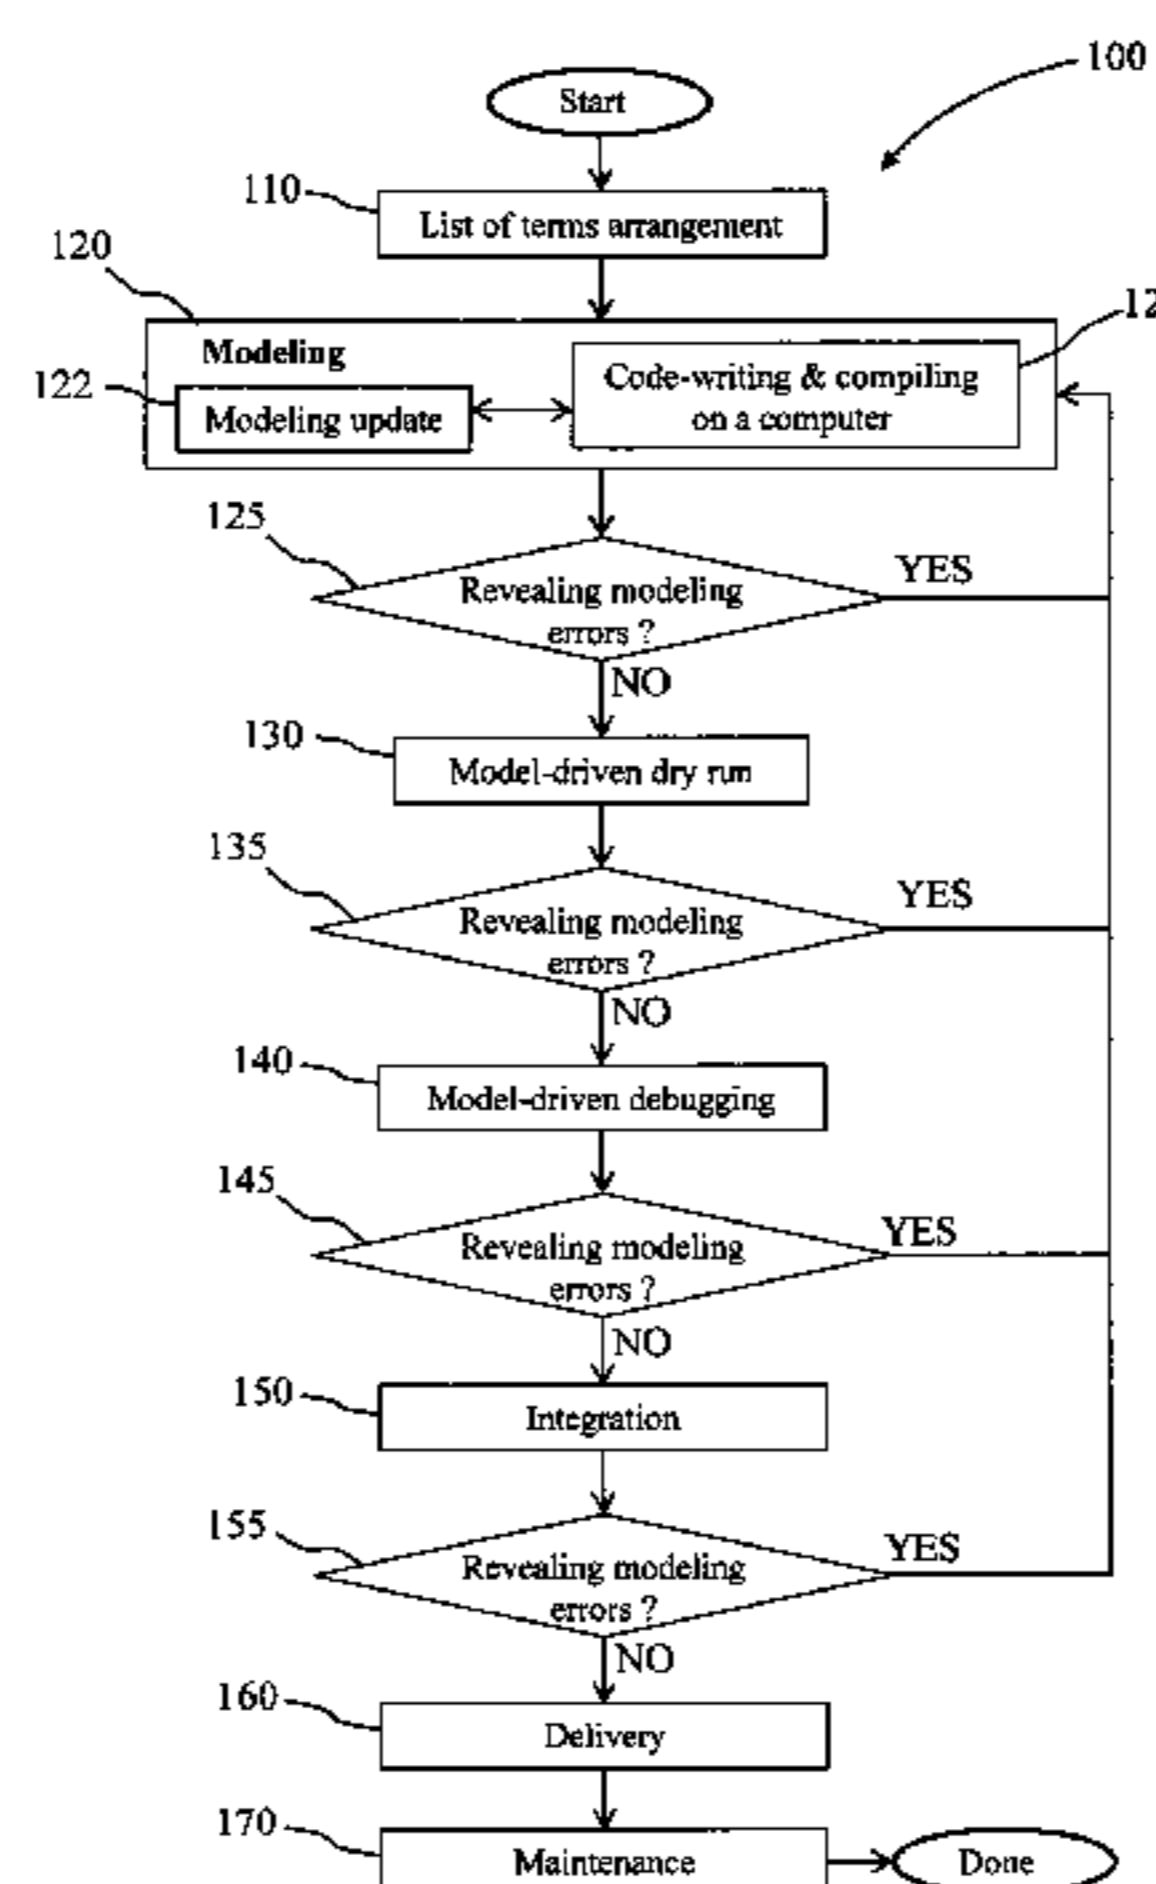 100
Start
110
List of terms arrangement
120
12
Modeling
Code-writing & compiling
on a computer
122
Modeling update
125
YES
Revealing modeling
errors ?
NO
130
Model-driven dry run
135
YES
Revealing modeling
errors ?
NO
140
Model-driven debugging
145
YES
Revealing modeling
errors ?
NO
150
Integration
155
YES
Revealing modeling
errors ?
NO
160
Delivery
170
Maintenance
Done